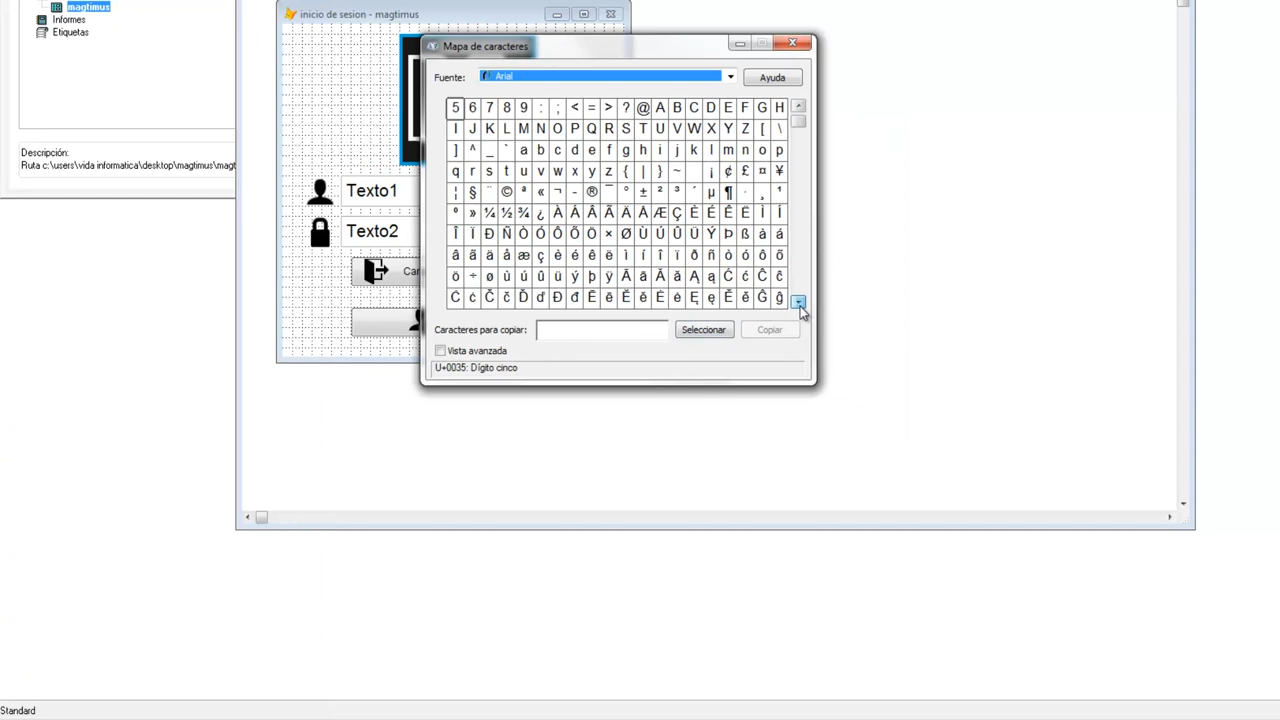 magtimus
Informes
Etiquetas
Descripción:
Ruta c:\users\vida informatica\desktop\magtimus\magt
inicio de sesion - magtimus
Texto1
Texto2
Mapa de caracteres
Fuente:
Arial
Ayuda
5 6 7 8 9 : ; < = > ? @ A B C D E F G H
I J K L M N O P Q R S T U V W X Y Z [ \
] ^ _ ` a b c d e f g h i j k l m n o p
q r s t u v w x y z { | } ~ ¡ ¢ £ ¤ ¥
¦ § ¨ © ª « ¬ - ® ¯ ° ± ² ³ ´ µ ¶ · ¸ ¹
º » ¼ ½ ¾ ¿ À Á Â Ã Ä Å Æ Ç È É Ê Ë Ì Í
Î Ï Ð Ñ Ò Ó Ô Õ Ö × Ø Ù Ú Û Ü Ý Þ ß à á
â ã ä å æ ç è é ê ë ì í î ï ð ñ ò ó ô õ
ö ÷ ø ù ú û ü ý þ ÿ Ā ā Ă ă Ą ą Ć ć Ĉ ĉ
Ċ ċ Č č Ď ď Đ đ Ē ē Ĕ ĕ Ė ė Ę ę Ě ě Ĝ ĝ
Caracteres para copiar:
Seleccionar
Copiar
Vista avanzada
U+0035: Dígito cinco
Standard